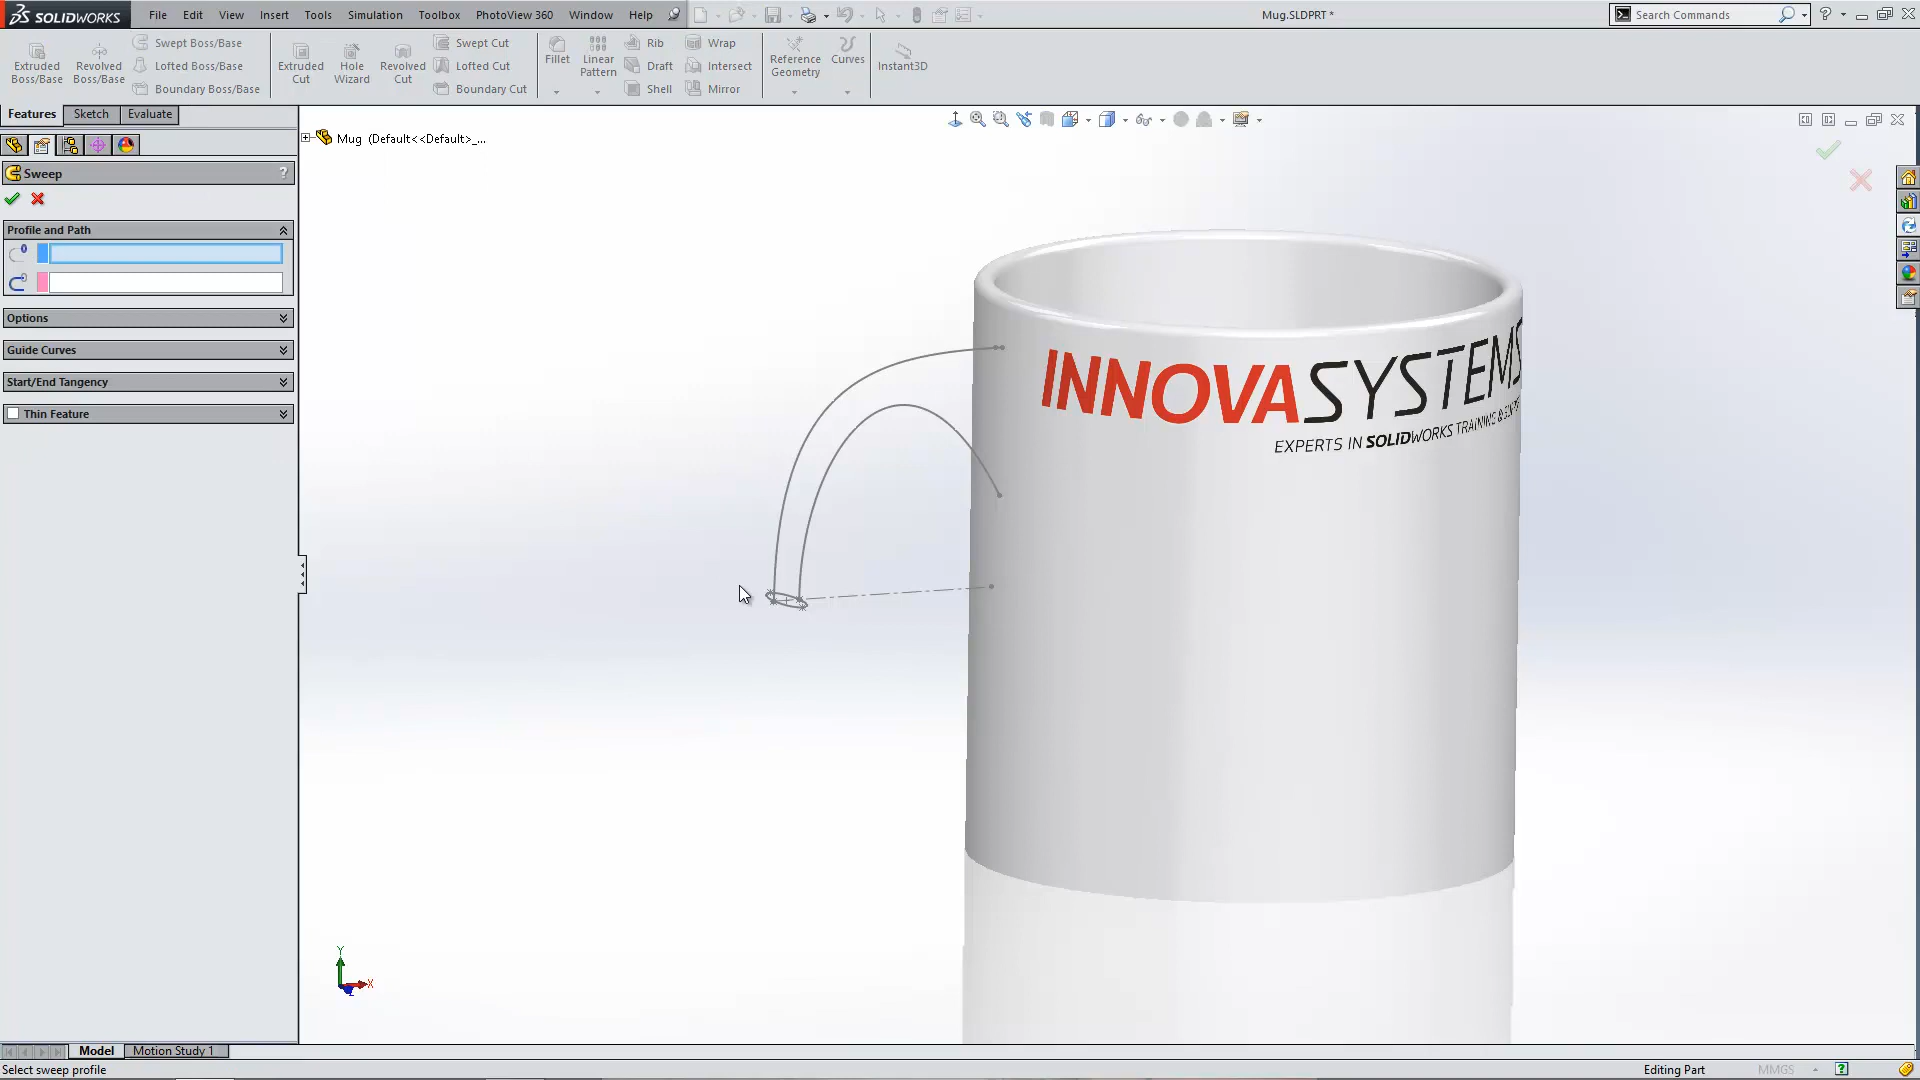 SOLIDWORKS File Edit View Insert Tools Simulation Toolbox PhotoView 360 Window Help Mug.SLDPRT * Search Commands
Extruded Boss/Base
Revolved Boss/Base
Swept Boss/Base
Lofted Boss/Base
Boundary Boss/Base
Extruded Cut
Hole Wizard
Revolved Cut
Swept Cut
Lofted Cut
Boundary Cut
Fillet
Linear Pattern
Rib
Draft
Shell
Wrap
Intersect
Mirror
Reference Geometry
Curves
Instant3D
Features Sketch Evaluate
Mug (Default<<Default>_...
Sweep ?
Profile and Path
Options
Guide Curves
Start/End Tangency
Thin Feature
INNOVASYSTEMS
EXPERTS IN SOLIDWORKS TRAINING &
Y
X
Z
Model Motion Study 1
Select sweep profile Editing Part MMGS